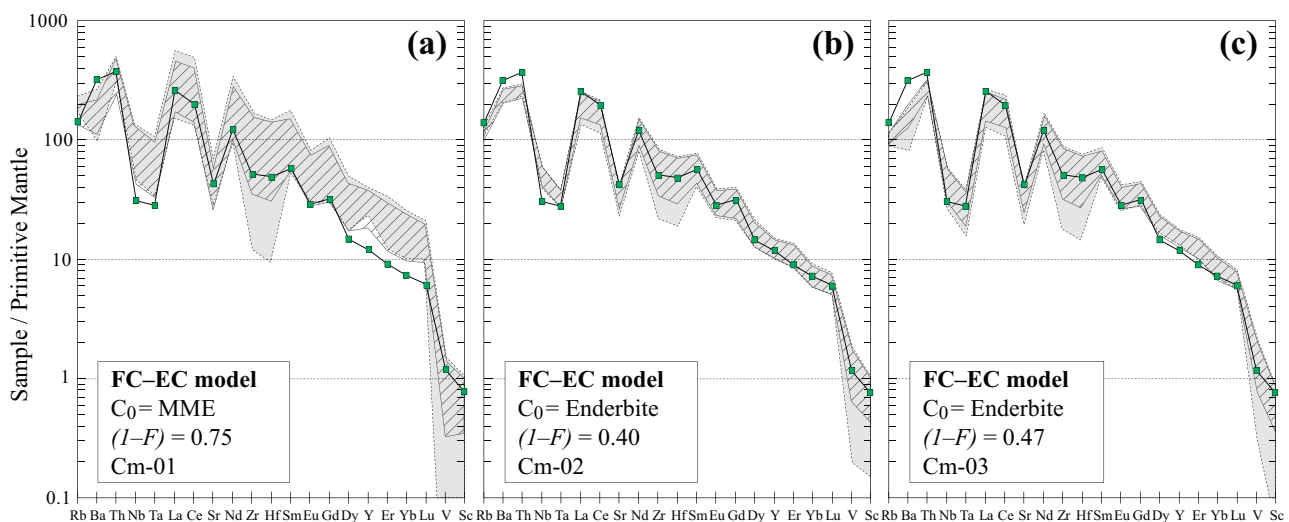 (a)
(b)
(c)
Sample / Primitive Mantle
1000
100
10
1
0.1
FC–EC model
C₀= MME
(1–F) = 0.75
Cm-01
FC–EC model
C₀= Enderbite
(1–F) = 0.40
Cm-02
FC–EC model
C₀= Enderbite
(1–F) = 0.47
Cm-03
Rb Ba Th Nb Ta La Ce Sr Nd Zr Hf Sm Eu Gd Dy Y Er Yb Lu V Sc
Rb Ba Th Nb Ta La Ce Sr Nd Zr Hf Sm Eu Gd Dy Y Er Yb Lu V Sc
Rb Ba Th Nb Ta La Ce Sr Nd Zr Hf Sm Eu Gd Dy Y Er Yb Lu V Sc